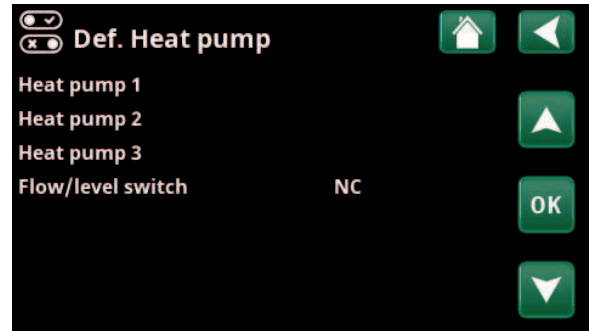 Def. Heat pump
Heat pump 1
Heat pump 2
Heat pump 3
Flow/level switch NC
OK